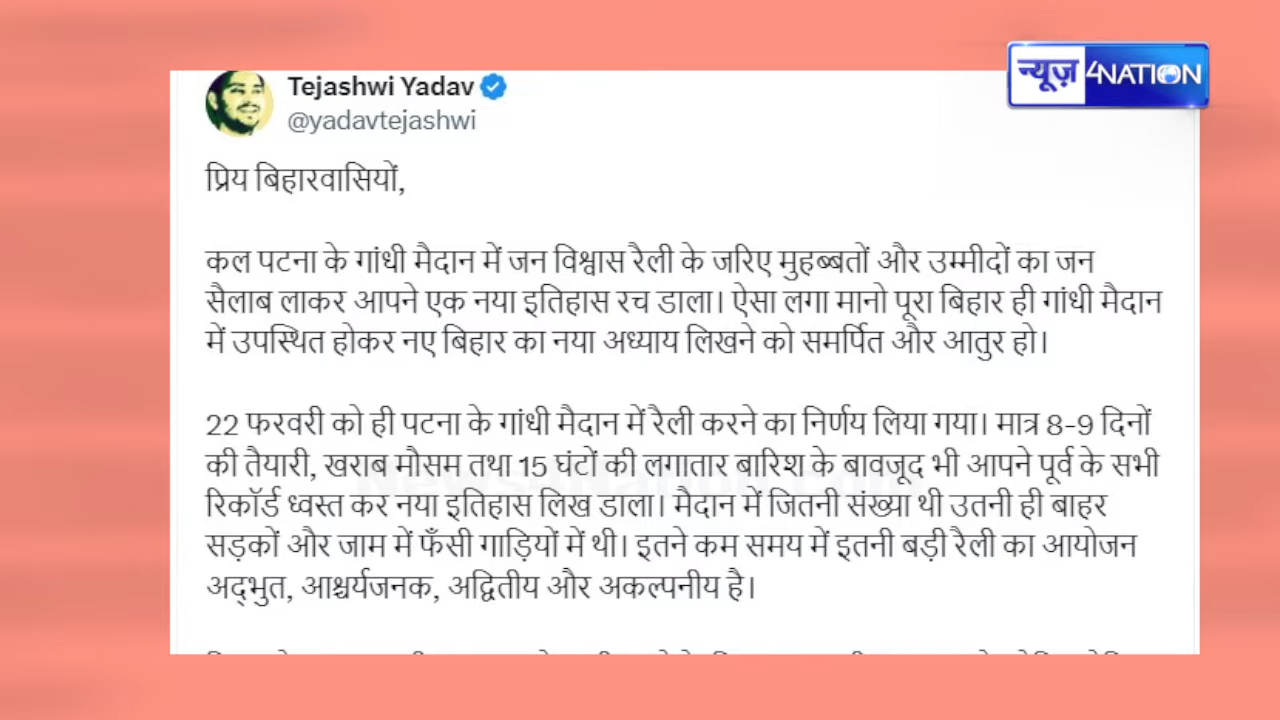 न्यूज़ 4NATION
Tejashwi Yadav
@yadavtejashwi
प्रिय बिहारवासियों,
कल पटना के गांधी मैदान में जन विश्वास रैली के जरिए मुहब्बतों और उम्मीदों का जन
सैलाब लाकर आपने एक नया इतिहास रच डाला। ऐसा लगा मानो पूरा बिहार ही गांधी मैदान
में उपस्थित होकर नए बिहार का नया अध्याय लिखने को समर्पित और आतुर हो।
22 फरवरी को ही पटना के गांधी मैदान में रैली करने का निर्णय लिया गया। मात्र 8-9 दिनों
की तैयारी, खराब मौसम तथा 15 घंटों की लगातार बारिश के बावजूद भी आपने पूर्व के सभी
रिकॉर्ड ध्वस्त कर नया इतिहास लिख डाला। मैदान में जितनी संख्या थी उतनी ही बाहर
सड़कों और जाम में फँसी गाड़ियों में थी। इतने कम समय में इतनी बड़ी रैली का आयोजन
अद्भुत, आश्चर्यजनक, अद्वितीय और अकल्पनीय है।